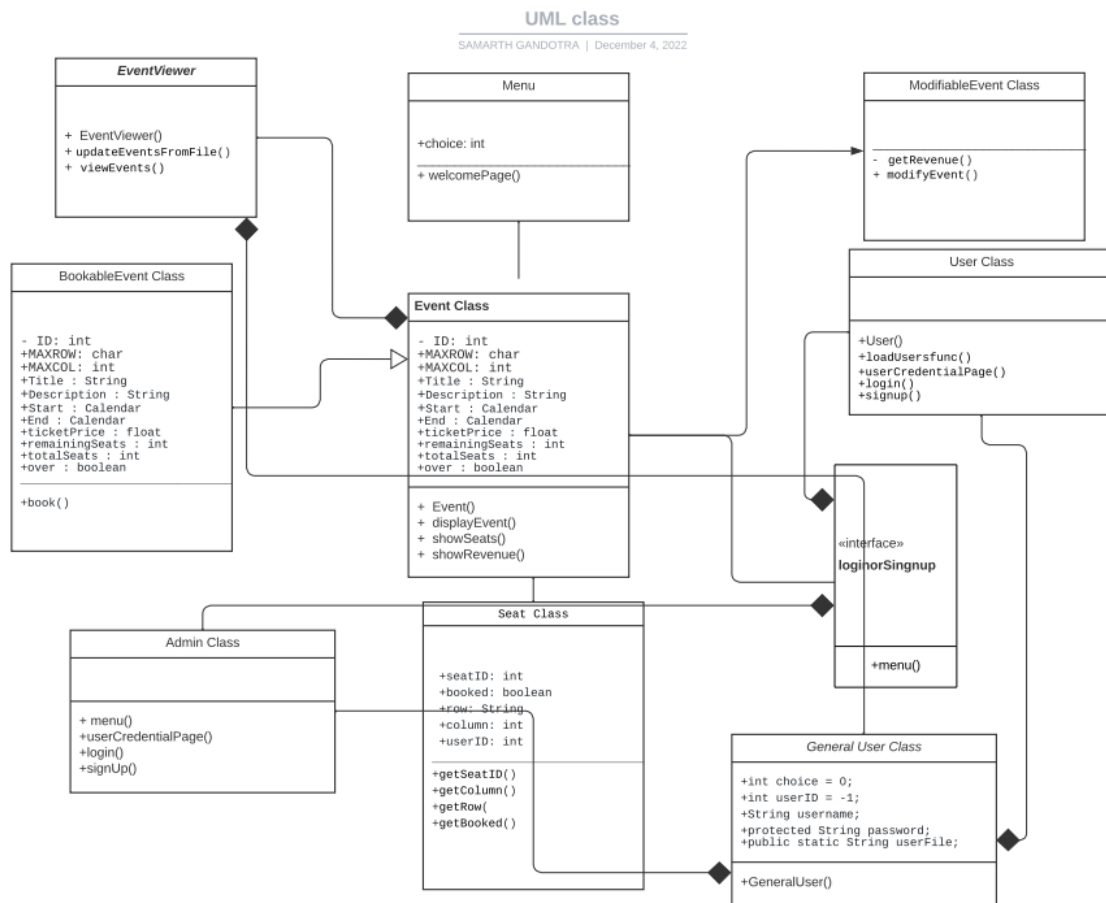 UML class
SAMARTH GANDOTRA | December 4, 2022
EventViewer
+ EventViewer()
+ updateEventsFromFile()
+ viewEvents()
Menu
+choice: int
+ welcomePage()
ModifiableEvent Class
- getRevenue()
+ modifyEvent()
BookableEvent Class
- ID: int
+MAXROW: char
+MAXCOL: int
+Title : String
+Description : String
+Start : Calendar
+End : Calendar
+ticketPrice : float
+remainingSeats : int
+totalSeats : int
+over : boolean
+book()
Event Class
- ID: int
+MAXROW: char
+MAXCOL: int
+Title : String
+Description : String
+Start : Calendar
+End : Calendar
+ticketPrice : float
+remainingSeats : int
+totalSeats : int
+over : boolean
+ Event()
+ displayEvent()
+ showSeats()
+ showRevenue()
User Class
+User()
+loadUsersfunc()
+userCredentialPage()
+login()
+signup()
«interface»
loginorSingnup
+menu()
Admin Class
+ menu()
+userCredentialPage()
+login()
+signUp()
Seat Class
+seatID: int
+booked: boolean
+row: String
+column: int
+userID: int
+getSeatID()
+getColumn()
+getRow(
+getBooked()
General User Class
+int choice = 0;
+int userID = -1;
+String username;
+protected String password;
+public static String userFile;
+GeneralUser()